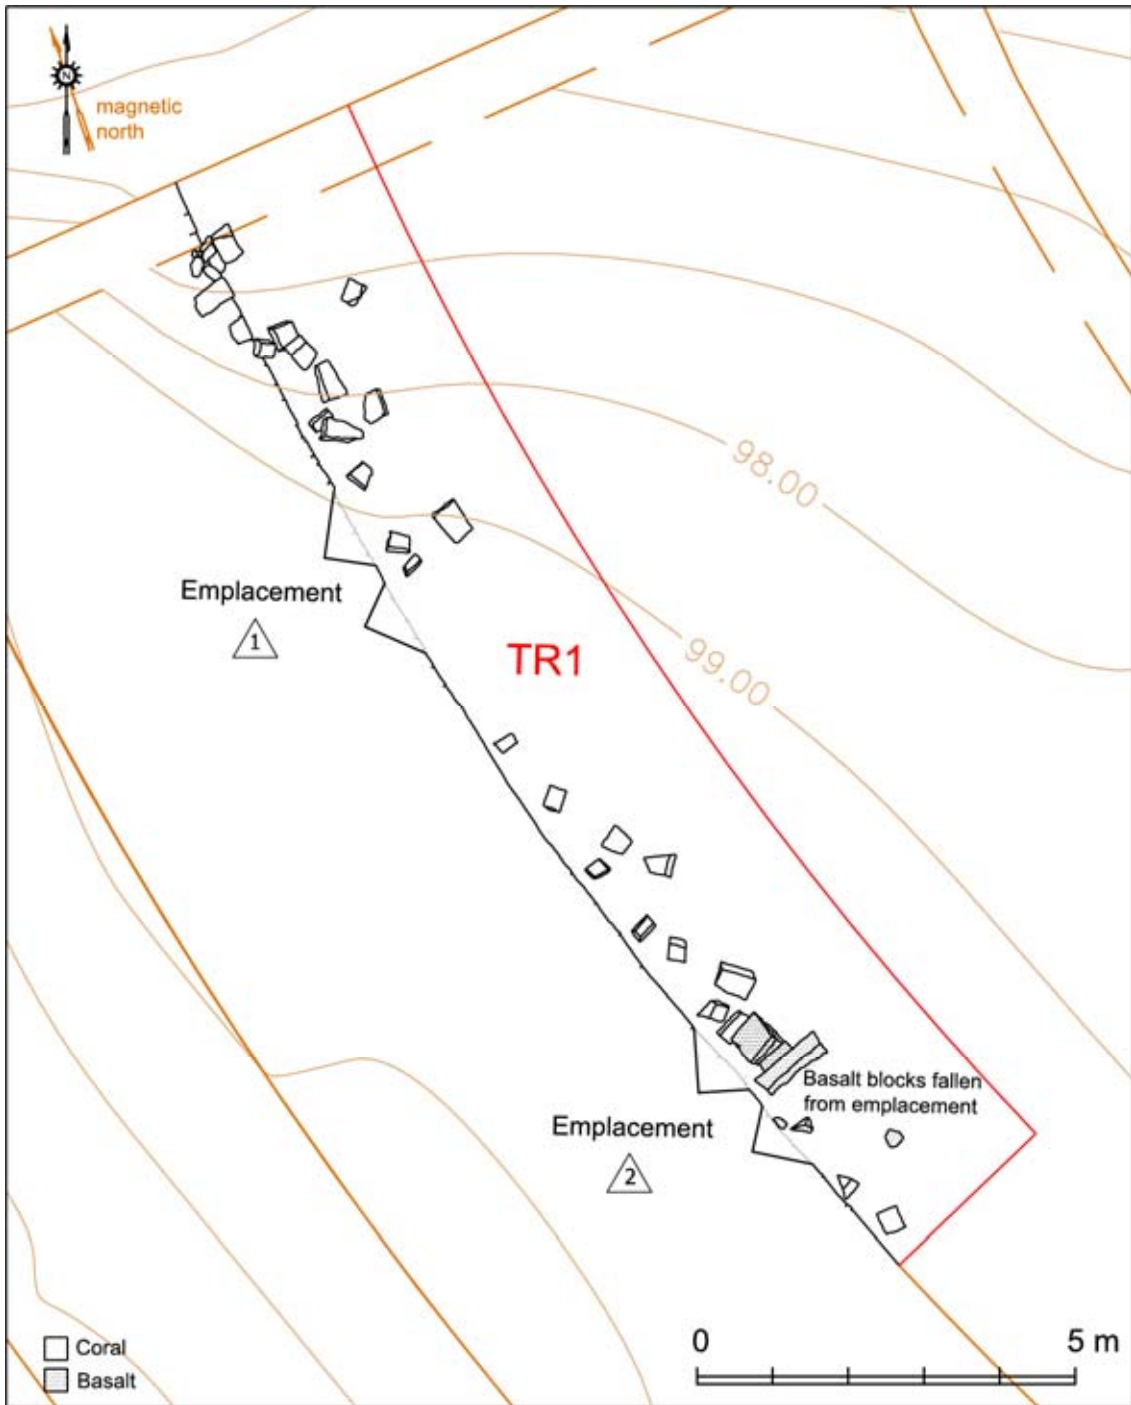 N
magnetic
north
98.00
Emplacement
1
TR1
99.00
Basalt blocks fallen
from emplacement
Emplacement
2
0 5 m
Coral
Basalt